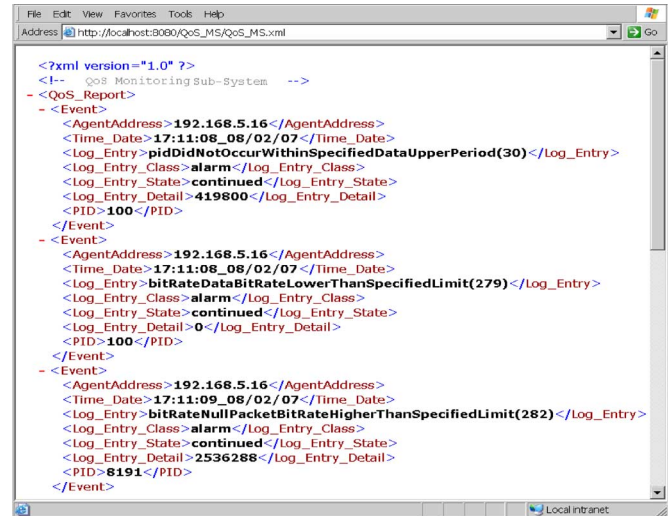 File Edit View Favorites Tools Help
Address http://localhost:8080/QoS_MS/QoS_MS.xml Go
<?xml version="1.0" ?>
<!-- QoS Monitoring Sub-System -->
- <QoS_Report>
- <Event>
<AgentAddress>192.168.5.16</AgentAddress>
<Time_Date>17:11:08_08/02/07</Time_Date>
<Log_Entry>pidDidNotOccurWithinSpecifiedDataUpperPeriod(30)</Log_Entry>
<Log_Entry_Class>alarm</Log_Entry_Class>
<Log_Entry_State>continued</Log_Entry_State>
<Log_Entry_Detail>419800</Log_Entry_Detail>
<PID>100</PID>
</Event>
- <Event>
<AgentAddress>192.168.5.16</AgentAddress>
<Time_Date>17:11:08_08/02/07</Time_Date>
<Log_Entry>bitRateDataBitRateLowerThanSpecifiedLimit(279)</Log_Entry>
<Log_Entry_Class>alarm</Log_Entry_Class>
<Log_Entry_State>continued</Log_Entry_State>
<Log_Entry_Detail>0</Log_Entry_Detail>
<PID>100</PID>
</Event>
- <Event>
<AgentAddress>192.168.5.16</AgentAddress>
<Time_Date>17:11:09_08/02/07</Time_Date>
<Log_Entry>bitRateNullPacketBitRateHigherThanSpecifiedLimit(282)</Log_Entry>
<Log_Entry_Class>alarm</Log_Entry_Class>
<Log_Entry_State>continued</Log_Entry_State>
<Log_Entry_Detail>2536288</Log_Entry_Detail>
<PID>8191</PID>
</Event>
Local intranet